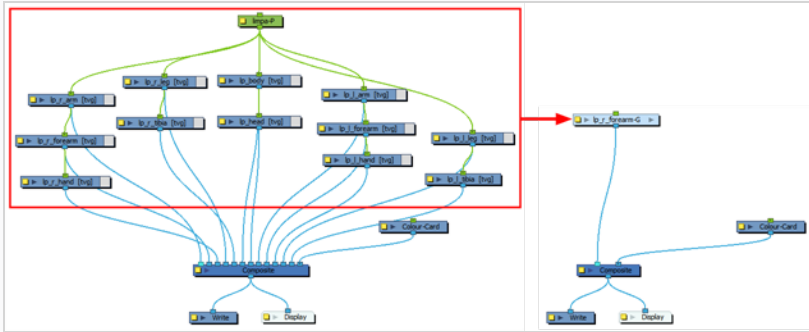 limpa-P
lp_r_leg [tvg]
lp_body [tvg]
lp_r_arm [tvg]
lp_l_arm [tvg]
lp_r_tibia [tvg]
lp_head [tvg]
lp_l_forearm [tvg]
lp_r_forearm [tvg]
lp_l_leg [tvg]
lp_l_hand [tvg]
lp_r_hand [tvg]
lp_l_tibia [tvg]
Colour-Card
Composite
Write
Display
lp_r_forearm-G
Colour-Card
Composite
Write
Display